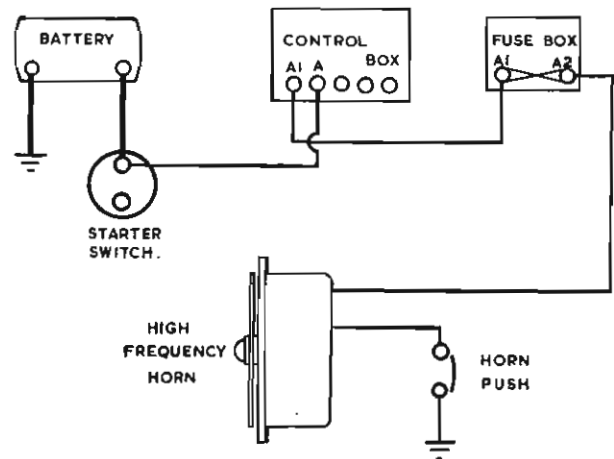 BATTERY
CONTROL
BOX
A1 A
FUSE BOX
A1 A2
STARTER
SWITCH.
HIGH
FREQUENCY
HORN
HORN
PUSH